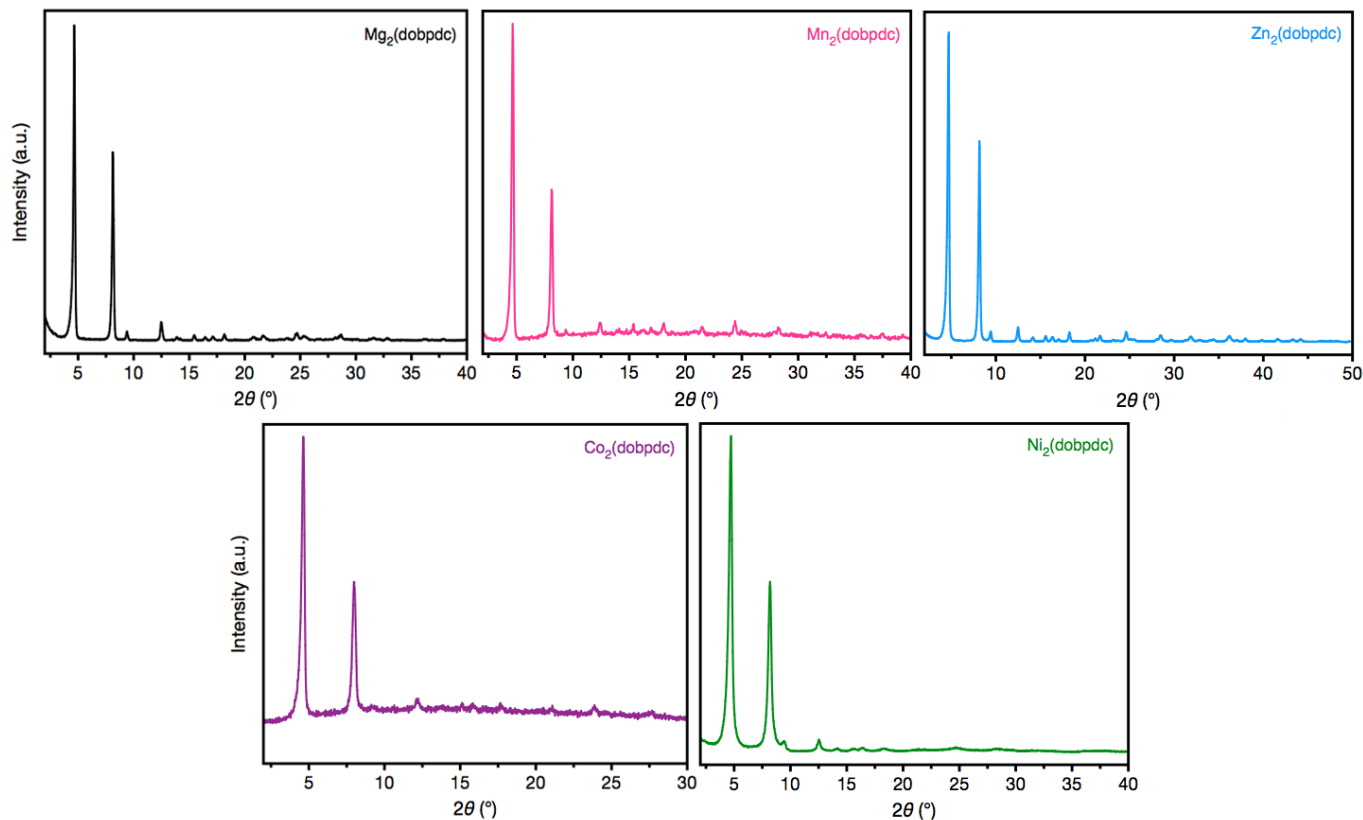 Intensity (a.u.)
Mg₂(dobpdc)
5 10 15 20 25 30 35 40
2θ (°)
Mn₂(dobpdc)
5 10 15 20 25 30 35 40
2θ (°)
Zn₂(dobpdc)
10 20 30 40 50
2θ (°)
Intensity (a.u.)
Co₂(dobpdc)
5 10 15 20 25 30
2θ (°)
Ni₂(dobpdc)
5 10 15 20 25 30 35 40
2θ (°)